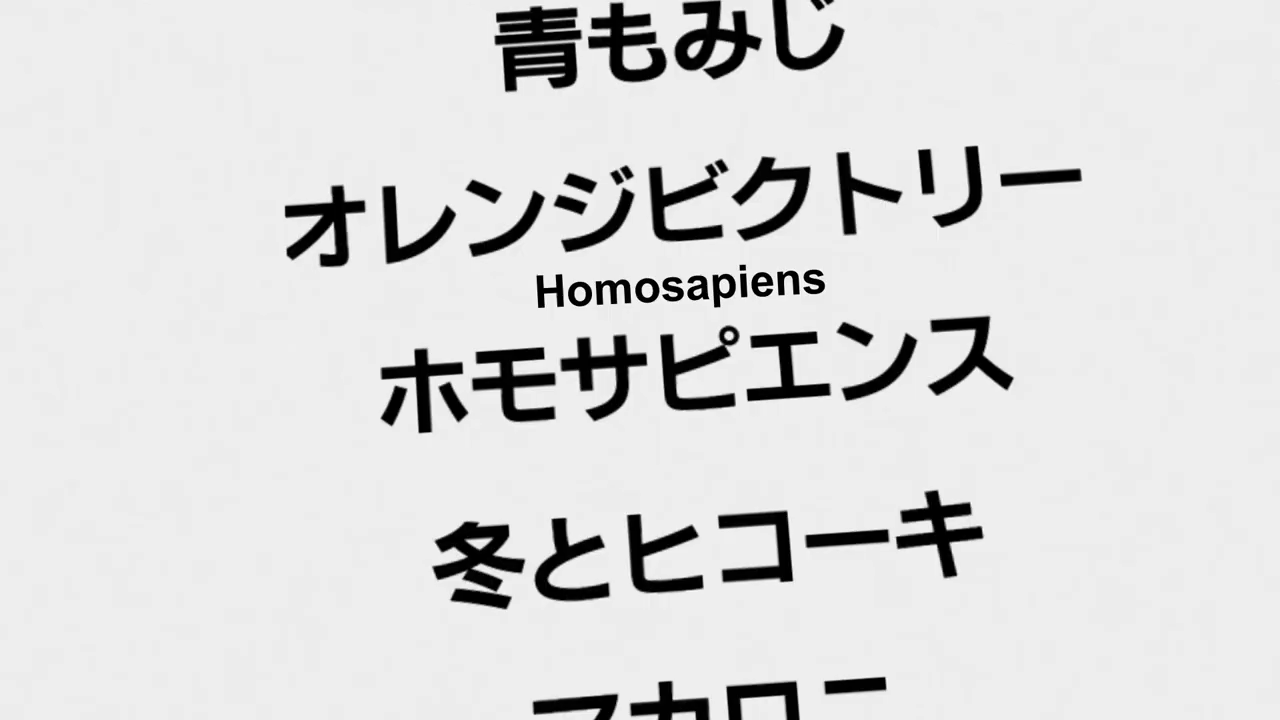 青もみじ
オレンジビクトリー
Homosapiens
ホモサピエンス
冬とヒコーキ